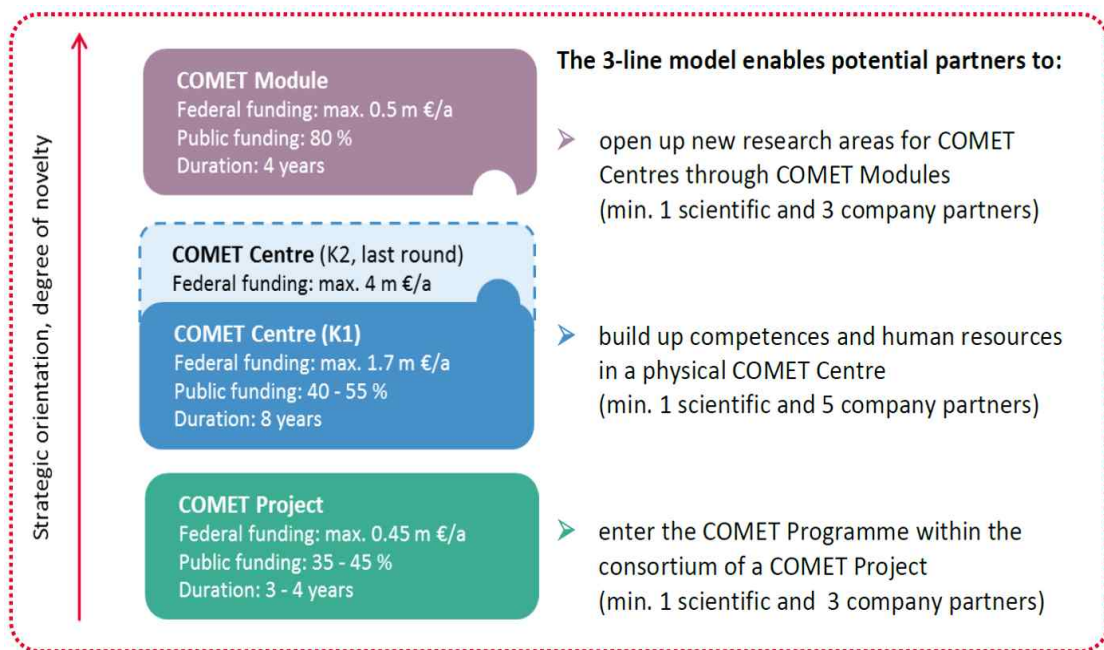 Strategic orientation, degree of novelty
COMET Module
Federal funding: max. 0.5 m €/a
Public funding: 80 %
Duration: 4 years
COMET Centre (K2, last round)
Federal funding: max. 4 m €/a
COMET Centre (K1)
Federal funding: max. 1.7 m €/a
Public funding: 40 - 55 %
Duration: 8 years
COMET Project
Federal funding: max. 0.45 m €/a
Public funding: 35 - 45 %
Duration: 3 - 4 years
The 3-line model enables potential partners to:
open up new research areas for COMET
Centres through COMET Modules
(min. 1 scientific and 3 company partners)
build up competences and human resources
in a physical COMET Centre
(min. 1 scientific and 5 company partners)
enter the COMET Programme within the
consortium of a COMET Project
(min. 1 scientific and 3 company partners)